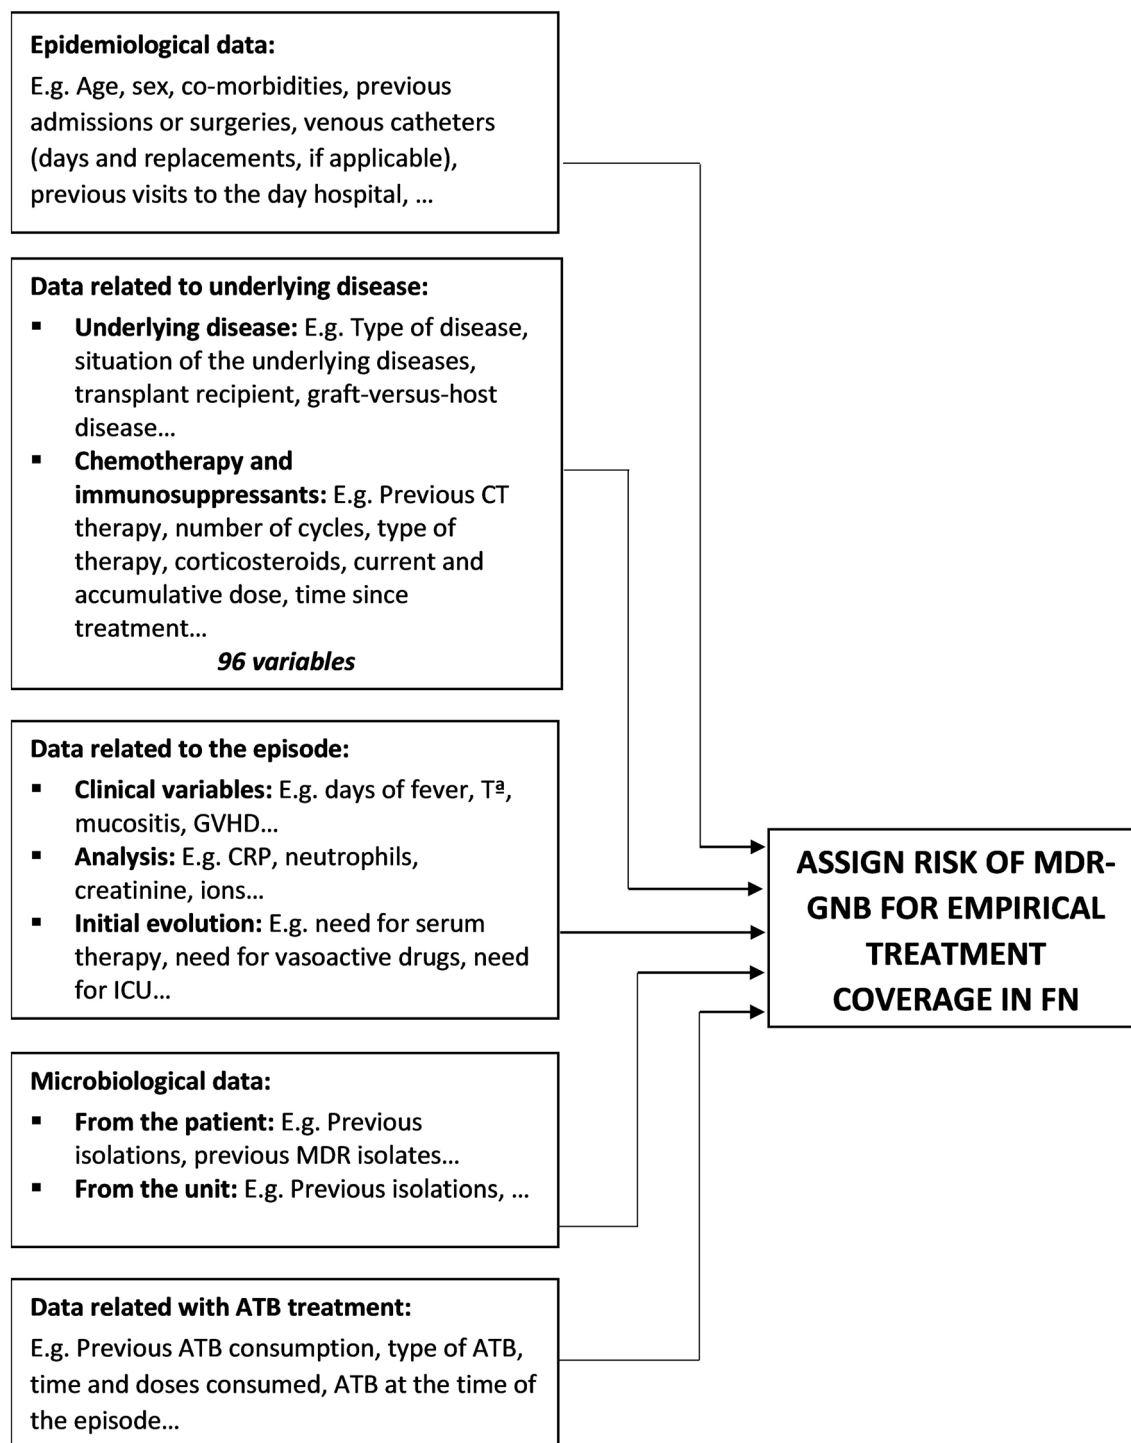 Epidemiological data:
E.g. Age, sex, co-morbidities, previous
admissions or surgeries, venous catheters
(days and replacements, if applicable),
previous visits to the day hospital, …
Data related to underlying disease:
▪ Underlying disease: E.g. Type of disease,
situation of the underlying diseases,
transplant recipient, graft-versus-host
disease…
▪ Chemotherapy and
immunosuppressants: E.g. Previous CT
therapy, number of cycles, type of
therapy, corticosteroids, current and
accumulative dose, time since
treatment…
96 variables
Data related to the episode:
▪ Clinical variables: E.g. days of fever, Tª,
mucositis, GVHD…
▪ Analysis: E.g. CRP, neutrophils,
creatinine, ions…
▪ Initial evolution: E.g. need for serum
therapy, need for vasoactive drugs, need
for ICU…
Microbiological data:
▪ From the patient: E.g. Previous
isolations, previous MDR isolates…
▪ From the unit: E.g. Previous isolations, …
Data related with ATB treatment:
E.g. Previous ATB consumption, type of ATB,
time and doses consumed, ATB at the time of
the episode…
ASSIGN RISK OF MDR-
GNB FOR EMPIRICAL
TREATMENT
COVERAGE IN FN